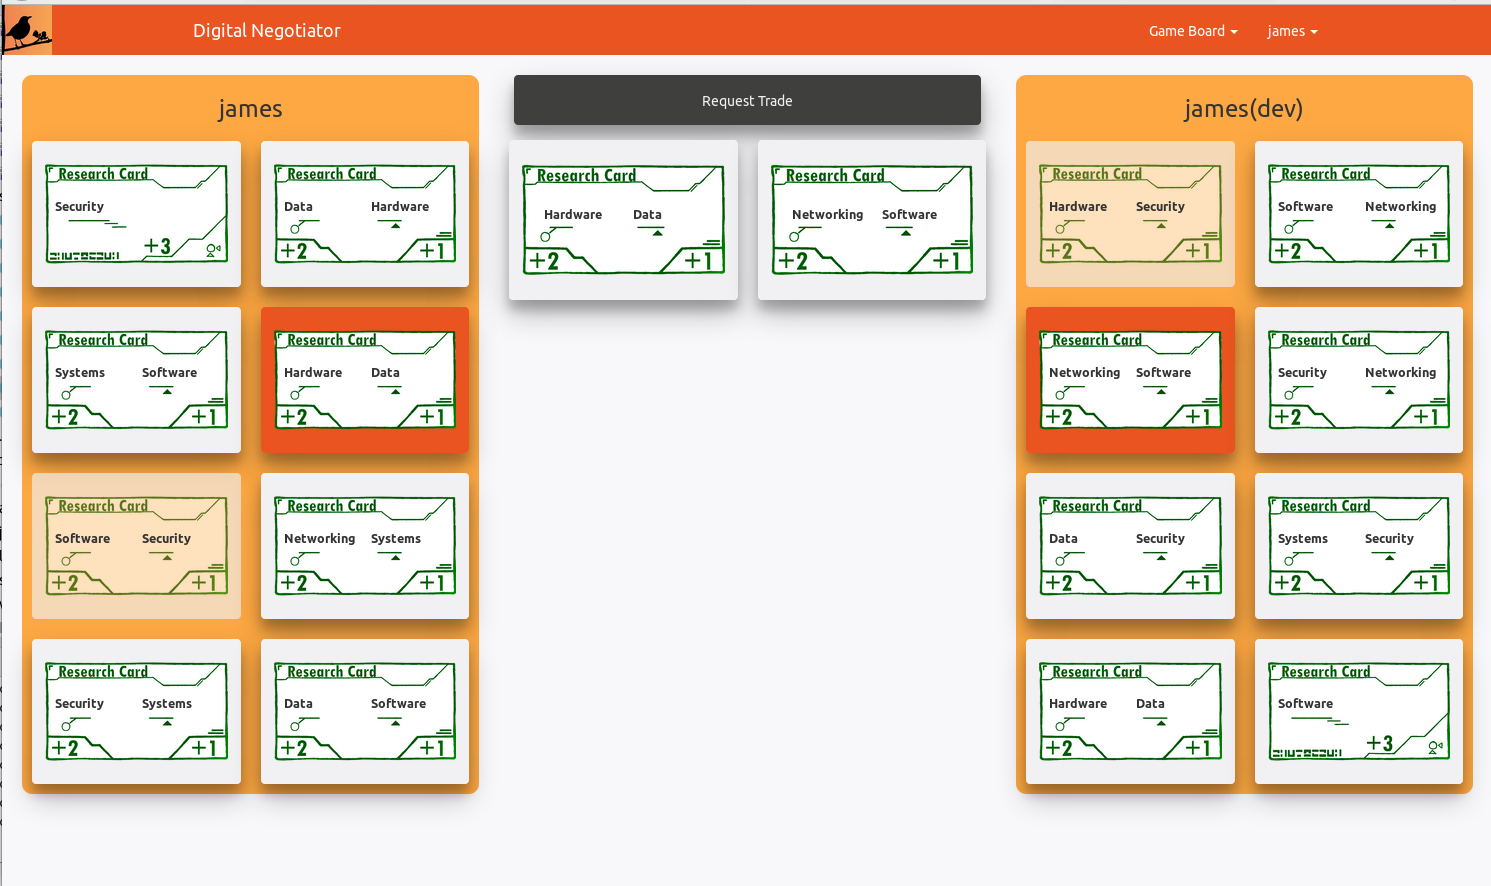 Digital Negotiator
Game Board
james
james
Research Card
Security
+3
Research Card
Data Hardware
+2 +1
Research Card
Systems Software
+2 +1
Research Card
Hardware Data
+2 +1
Research Card
Software Security
+2 +1
Research Card
Networking Systems
+2 +1
Research Card
Security Systems
+2 +1
Research Card
Data Software
+2 +1
Request Trade
Research Card
Hardware Data
+2 +1
Research Card
Networking Software
+2 +1
james(dev)
Research Card
Hardware Security
+2 +1
Research Card
Software Networking
+2 +1
Research Card
Networking Software
+2 +1
Research Card
Security Networking
+2 +1
Research Card
Data Security
+2 +1
Research Card
Systems Security
+2 +1
Research Card
Hardware Data
+2 +1
Research Card
Software
+3